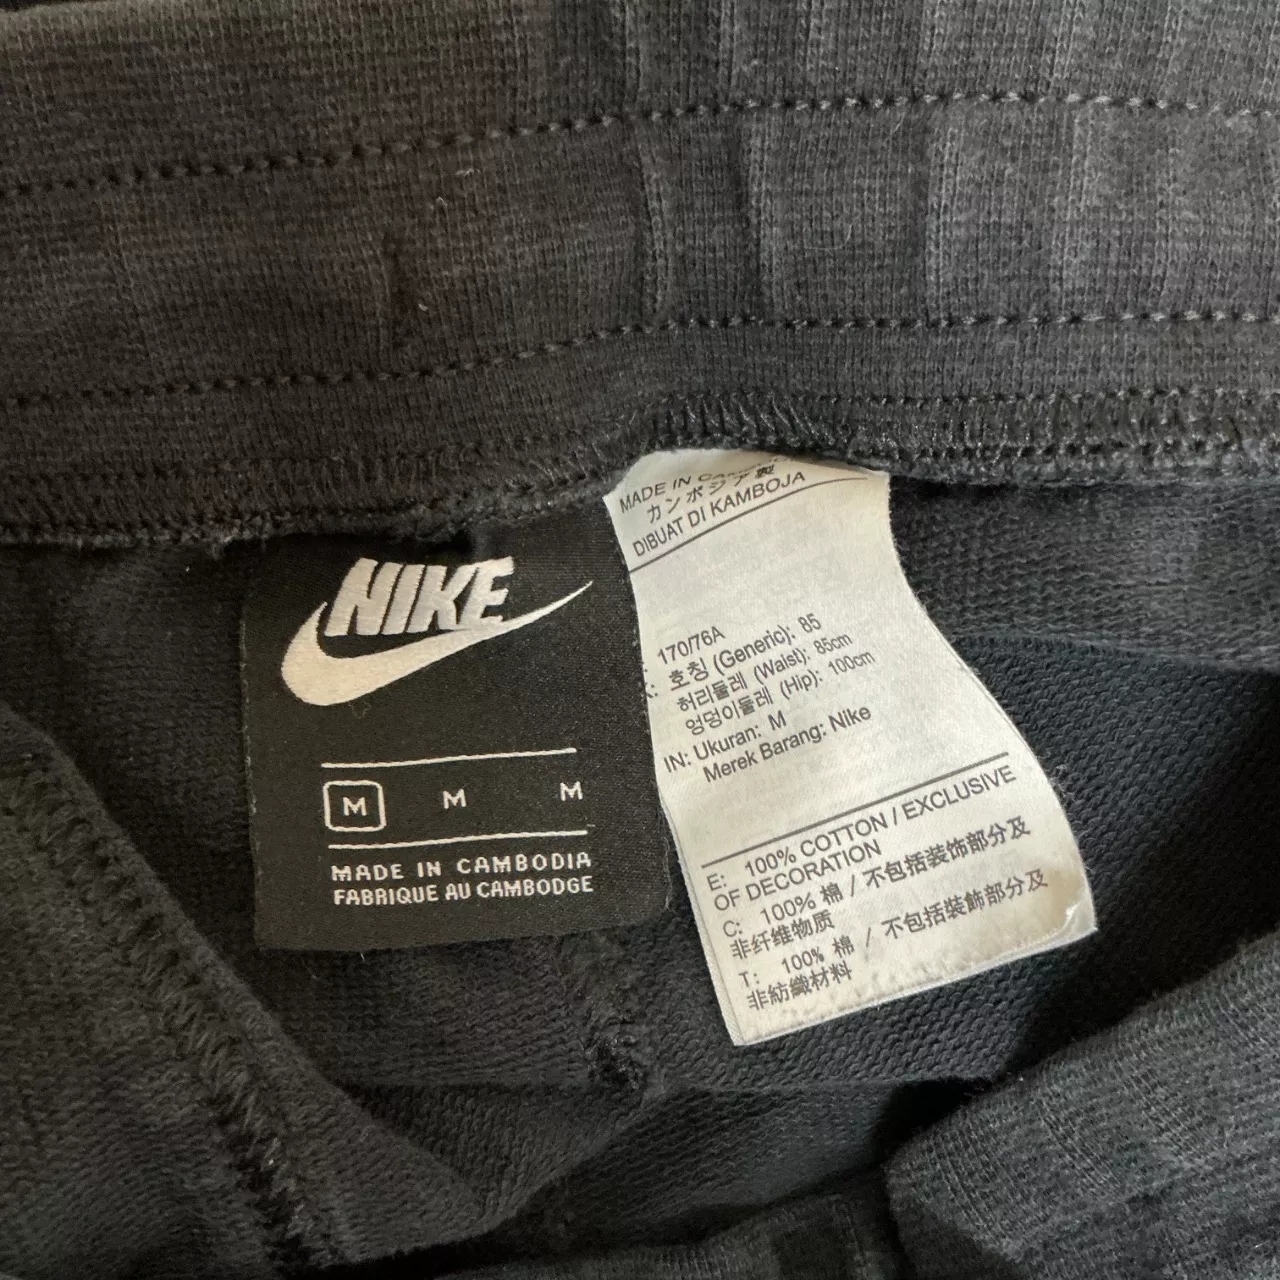 NIKE
M M M
MADE IN CAMBODIA
FABRIQUE AU CAMBODGE
MADE IN
カンボジア製
DIBUAT DI KAMBOJA
: 170/76A
K: 호칭 (Generic): 85
허리둘레 (Waist): 85cm
엉덩이둘레 (Hip): 100cm
IN: Ukuran: M
Merek Barang: Nike
E: 100% COTTON / EXCLUSIVE
OF DECORATION
C: 100% 棉 / 不包括装饰部分及
非纤维物质
T: 100% 棉 / 不包括裝飾部分及
非紡織材料